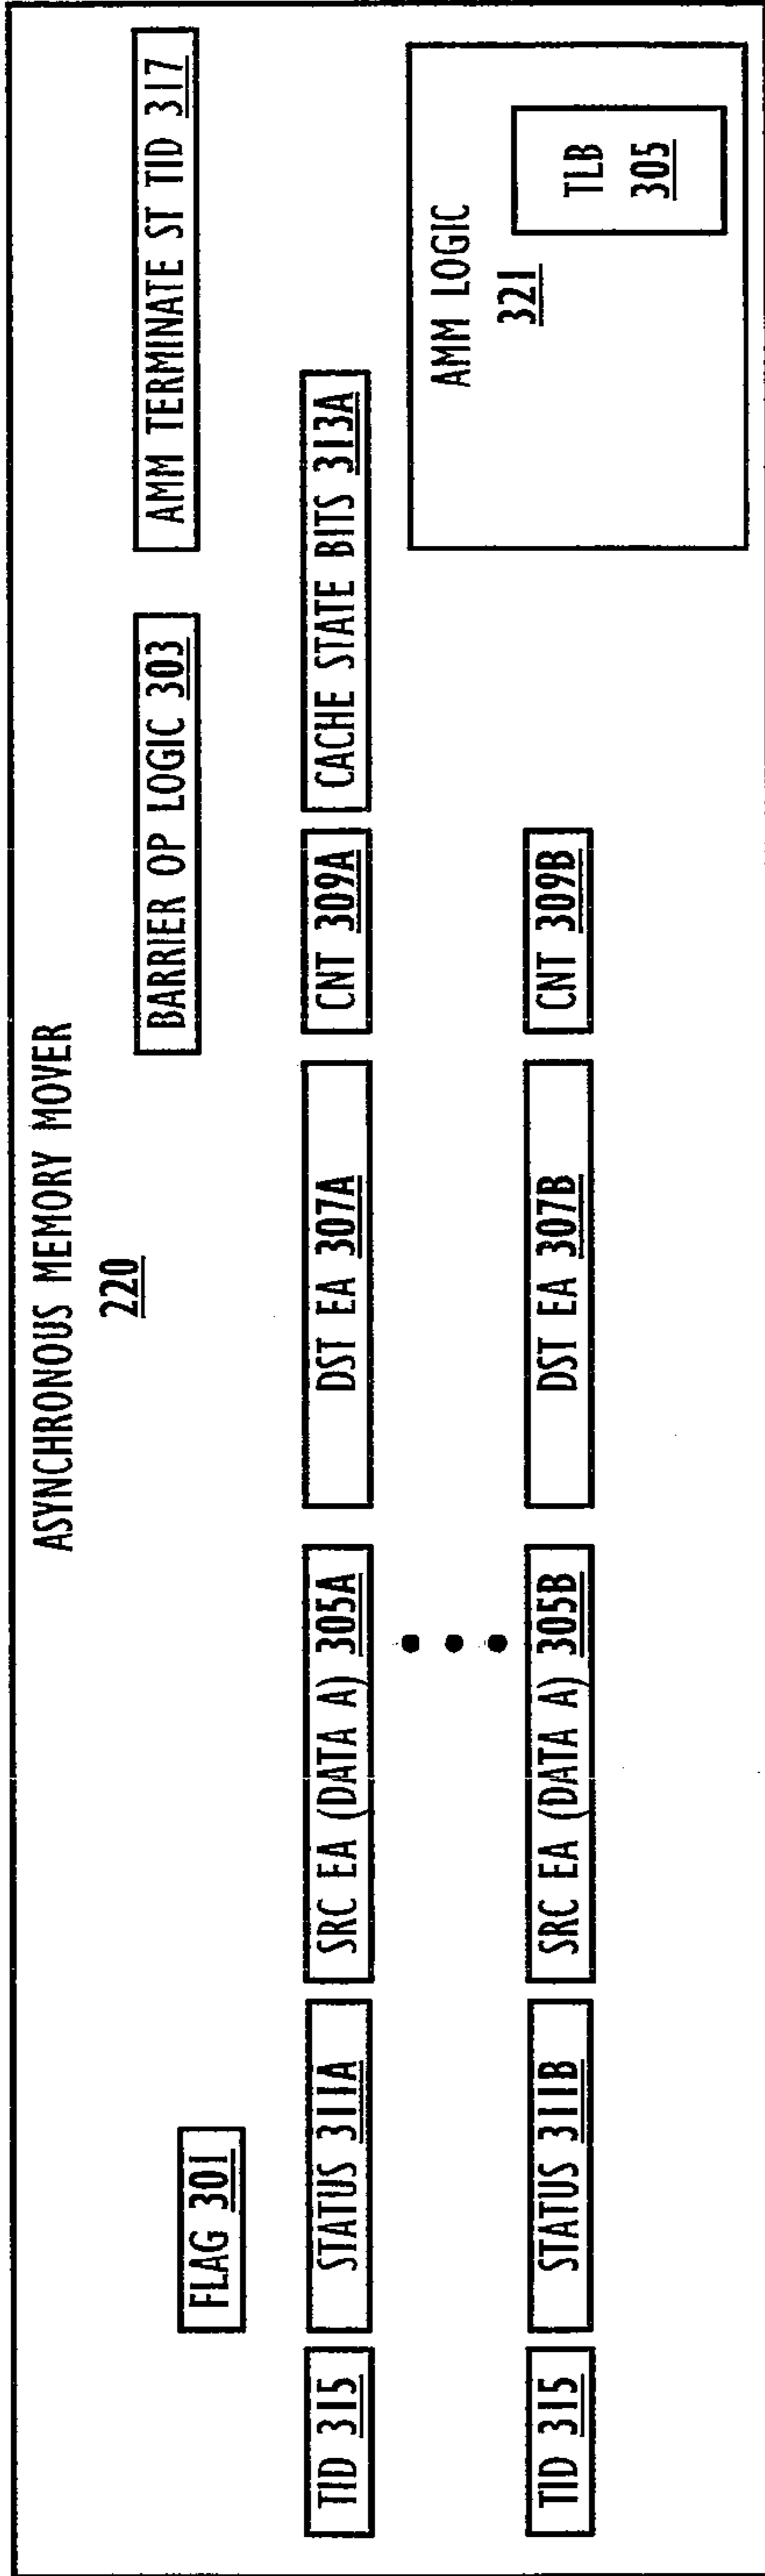 ASYNCHRONOUS MEMORY MOVER
220
FLAG 301
BARRIER OP LOGIC 303
AMM TERMINATE ST TID 317
TID 315
STATUS 311A
SRC EA (DATA A) 305A
DST EA 307A
CNT 309A
CACHE STATE BITS 313A
TID 315
STATUS 311B
SRC EA (DATA A) 305B
DST EA 307B
CNT 309B
AMM LOGIC
321
TLB
305